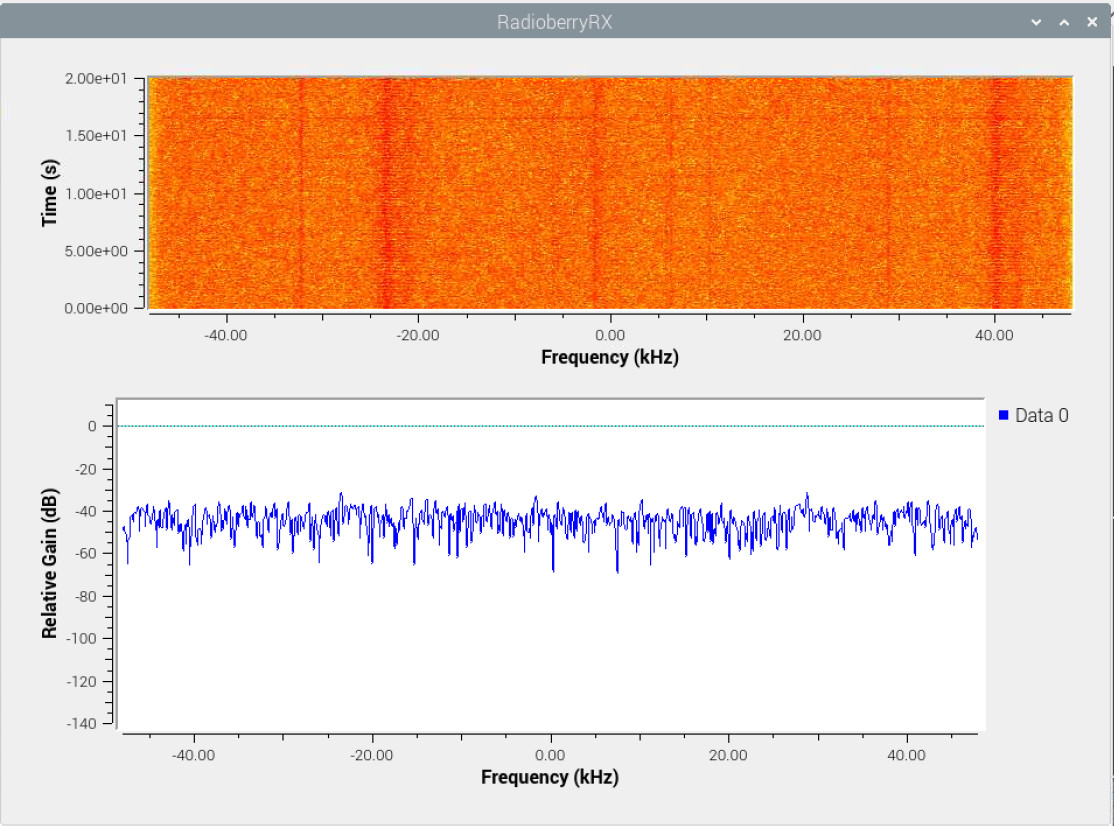 RadioberryRX
2.00e+01
1.50e+01
1.00e+01
5.00e+00
0.00e+00
Time (s)
-40.00 -20.00 0.00 20.00 40.00
Frequency (kHz)
Data 0
0
-20
-40
-60
-80
-100
-120
-140
Relative Gain (dB)
-40.00 -20.00 0.00 20.00 40.00
Frequency (kHz)